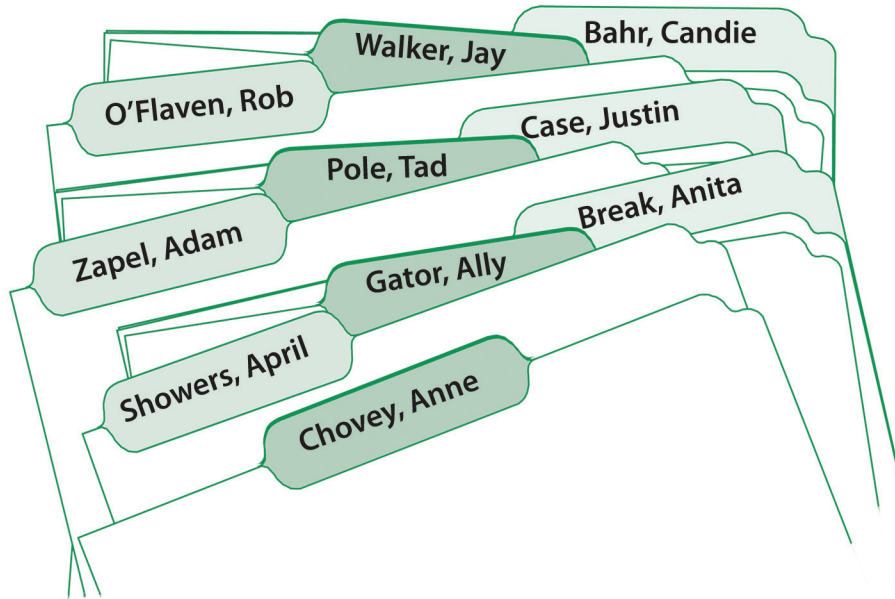 Bahr, Candie
Walker, Jay
O’Flaven, Rob
Case, Justin
Pole, Tad
Zapel, Adam
Break, Anita
Gator, Ally
Showers, April
Chovey, Anne